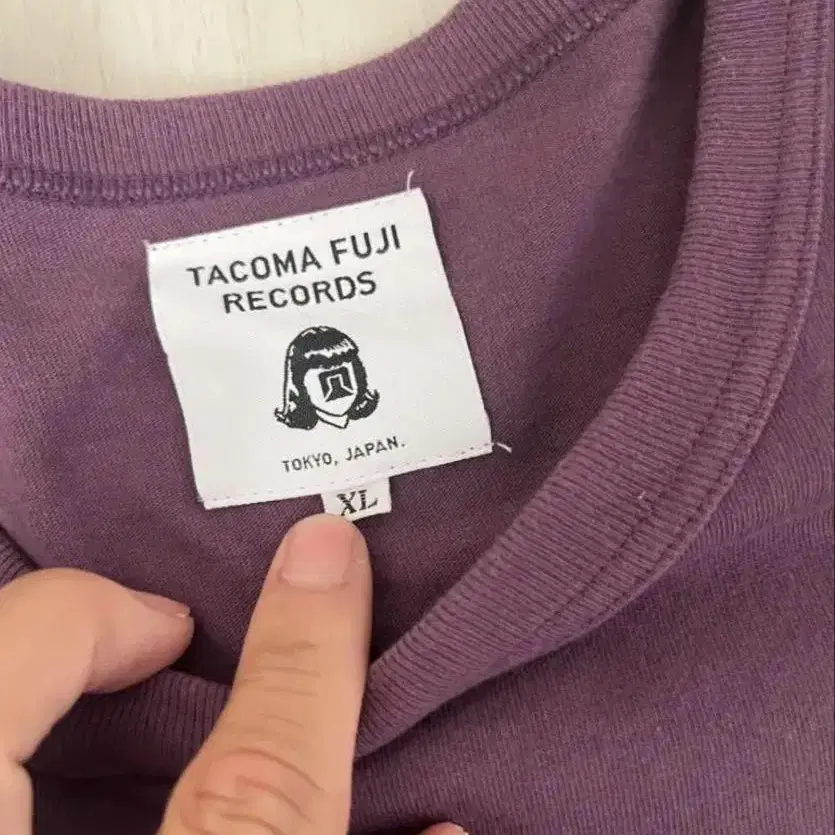 TACOMA FUJI
RECORDS
TOKYO, JAPAN.
XL